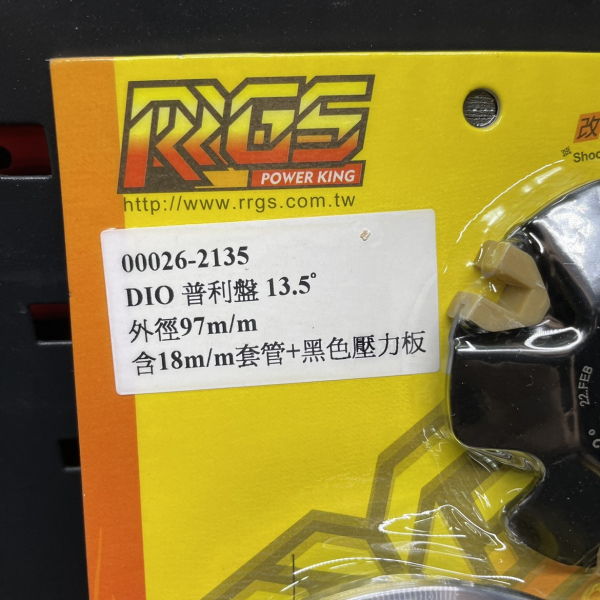 RRGS
POWER KING
http://www.rrgs.com.tw
改
Shoc
00026-2135
DIO 普利盤 13.5°
外徑97m/m
含18m/m套管+黑色壓力板
22.FEB